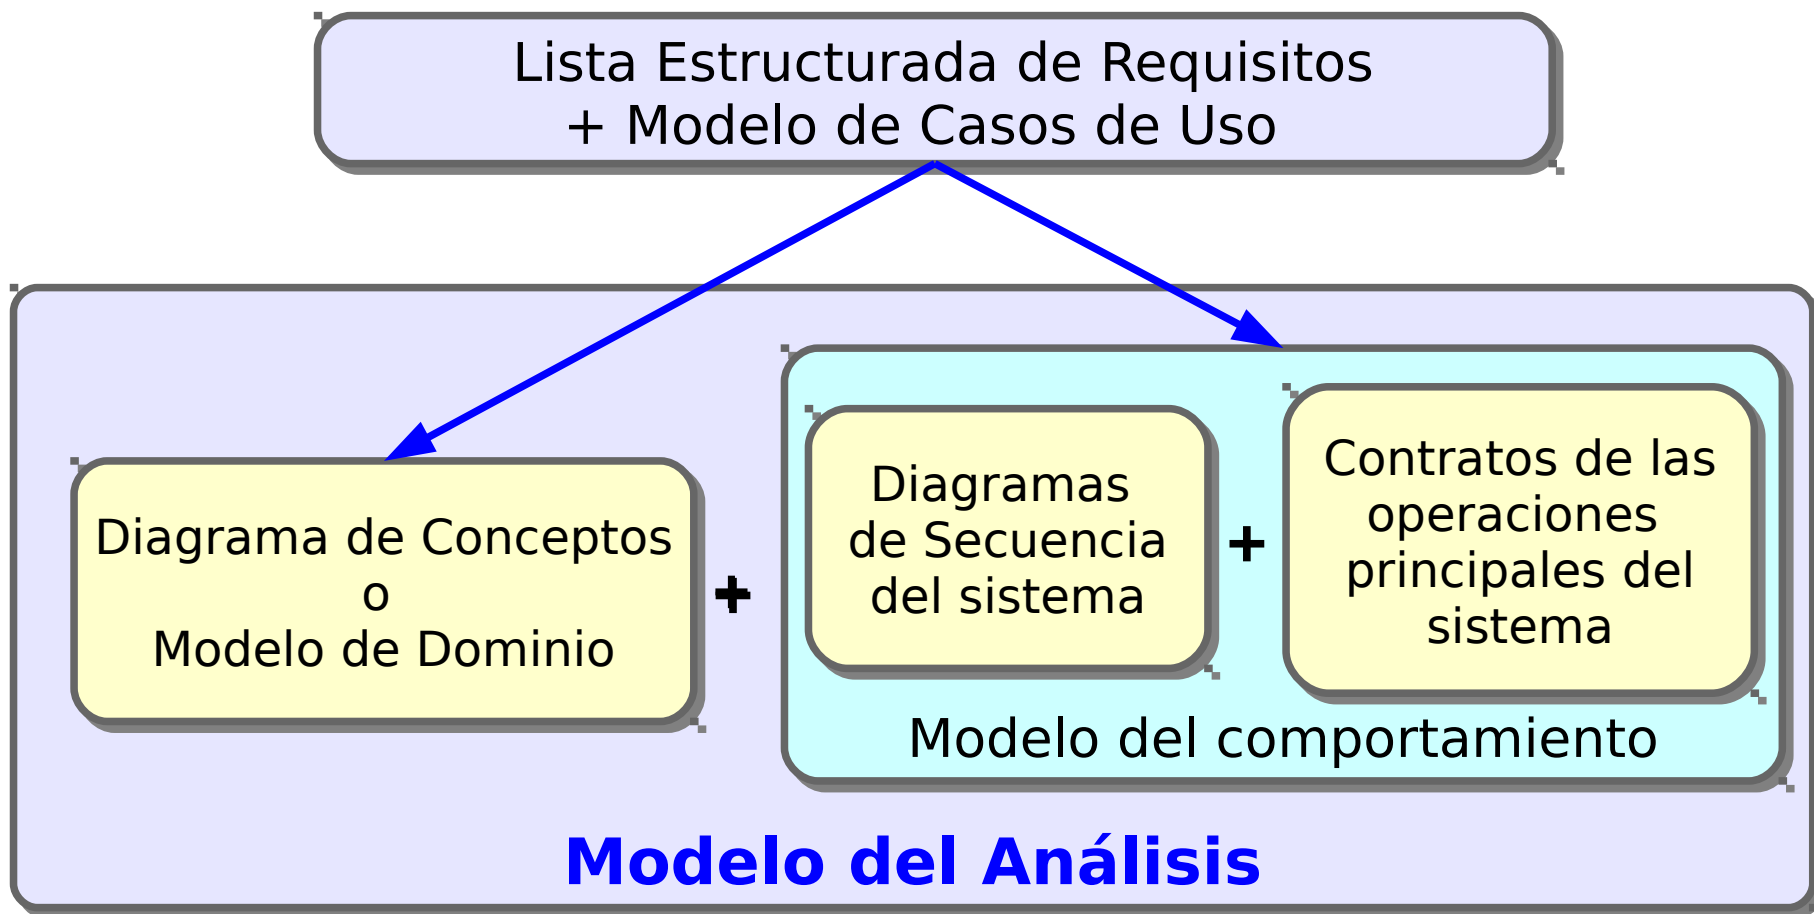 Lista Estructurada de Requisitos
+ Modelo de Casos de Uso
Diagrama de Conceptos
o
Modelo de Dominio
+
Diagramas
de Secuencia
del sistema
+
Contratos de las
operaciones
principales del
sistema
Modelo del comportamiento
Modelo del Análisis